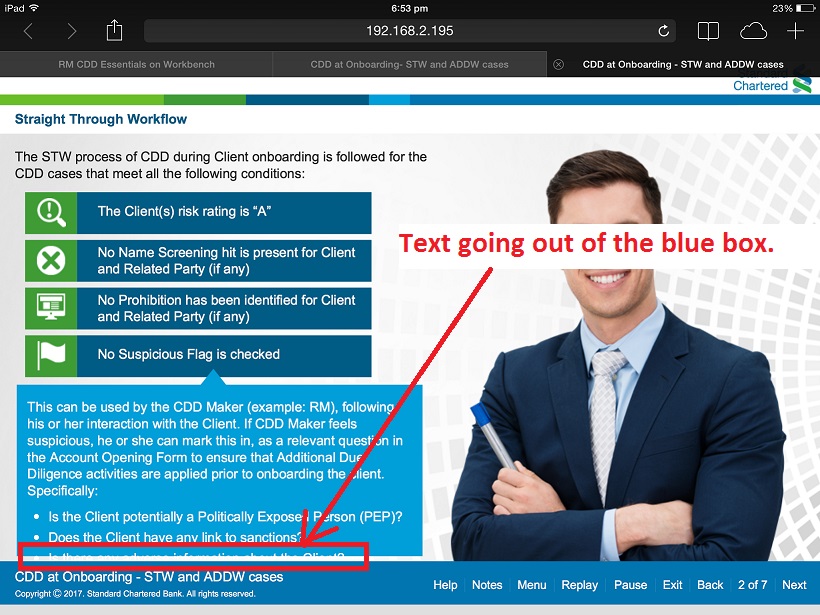 iPad 6:53 pm 23%
192.168.2.195
RM CDD Essentials on Workbench CDD at Onboarding- STW and ADDW cases CDD at Onboarding - STW and ADDW cases
Standard
Chartered
Straight Through Workflow
The STW process of CDD during Client onboarding is followed for the
CDD cases that meet all the following conditions:
The Client(s) risk rating is “A”
No Name Screening hit is present for Client
and Related Party (if any)
No Prohibition has been identified for Client
and Related Party (if any)
No Suspicious Flag is checked
Text going out of the blue box.
This can be used by the CDD Maker (example: RM), following
his or her interaction with the Client. If CDD Maker feels
suspicious, he or she can mark this in, as a relevant question in
the Account Opening Form to ensure that Additional Due
Diligence activities are applied prior to onboarding the client.
Specifically:
• Is the Client potentially a Politically Exposed Person (PEP)?
• Does the Client have any link to sanctions?
• Is there any adverse information about the Client?
CDD at Onboarding - STW and ADDW cases
Copyright © 2017. Standard Chartered Bank. All rights reserved.
Help Notes Menu Replay Pause Exit Back 2 of 7 Next